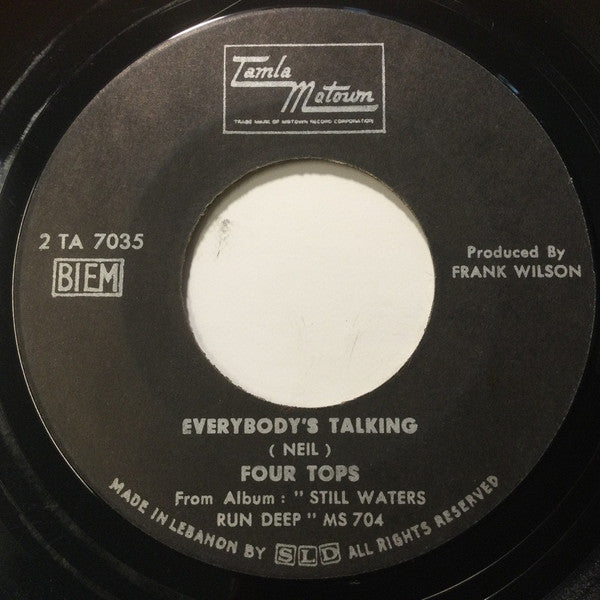 Tamla
Motown
TRADE MARK OF MOTOWN RECORD CORPORATION
2 TA 7035
BIEM
Produced By
FRANK WILSON
EVERYBODY'S TALKING
( NEIL )
FOUR TOPS
From Album : " STILL WATERS
RUN DEEP " MS 704
MADE IN LEBANON BY SLD ALL RIGHTS RESERVED